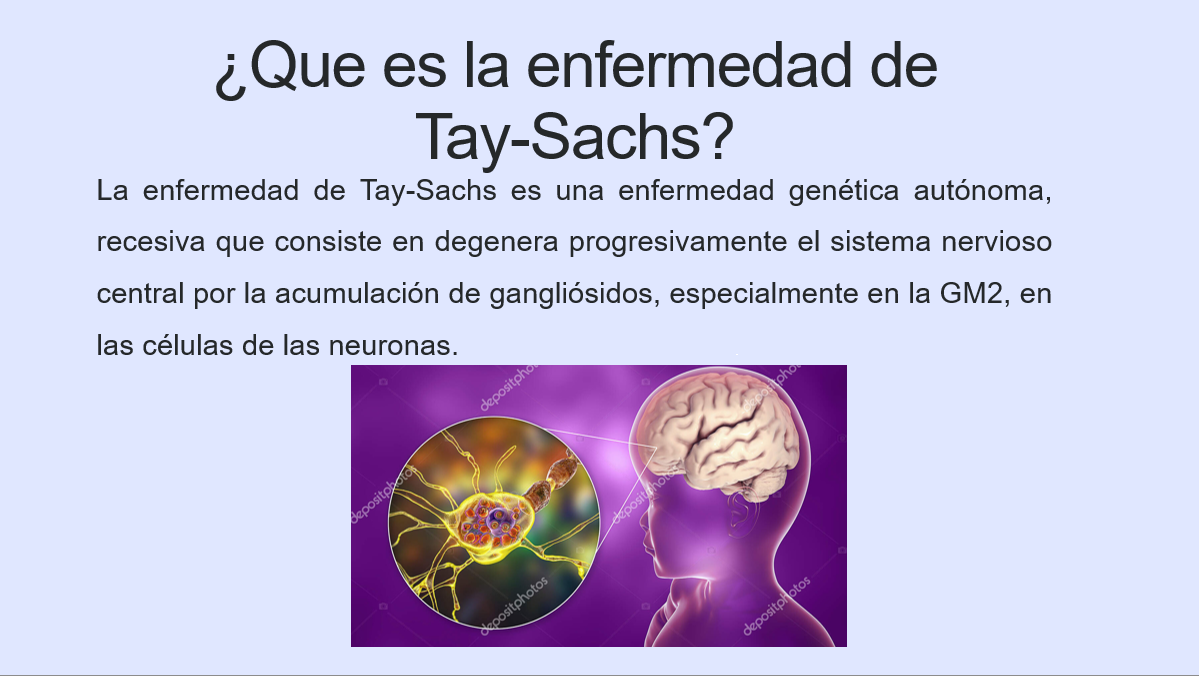 ¿Que es la enfermedad de
Tay-Sachs?
La enfermedad de Tay-Sachs es una enfermedad genética autónoma,
recesiva que consiste en degenera progresivamente el sistema nervioso
central por la acumulación de gangliósidos, especialmente en la GM2, en
las células de las neuronas.
depositphotos
depositphotos
depositphotos
depositphotos
depositphotos
depositphotos